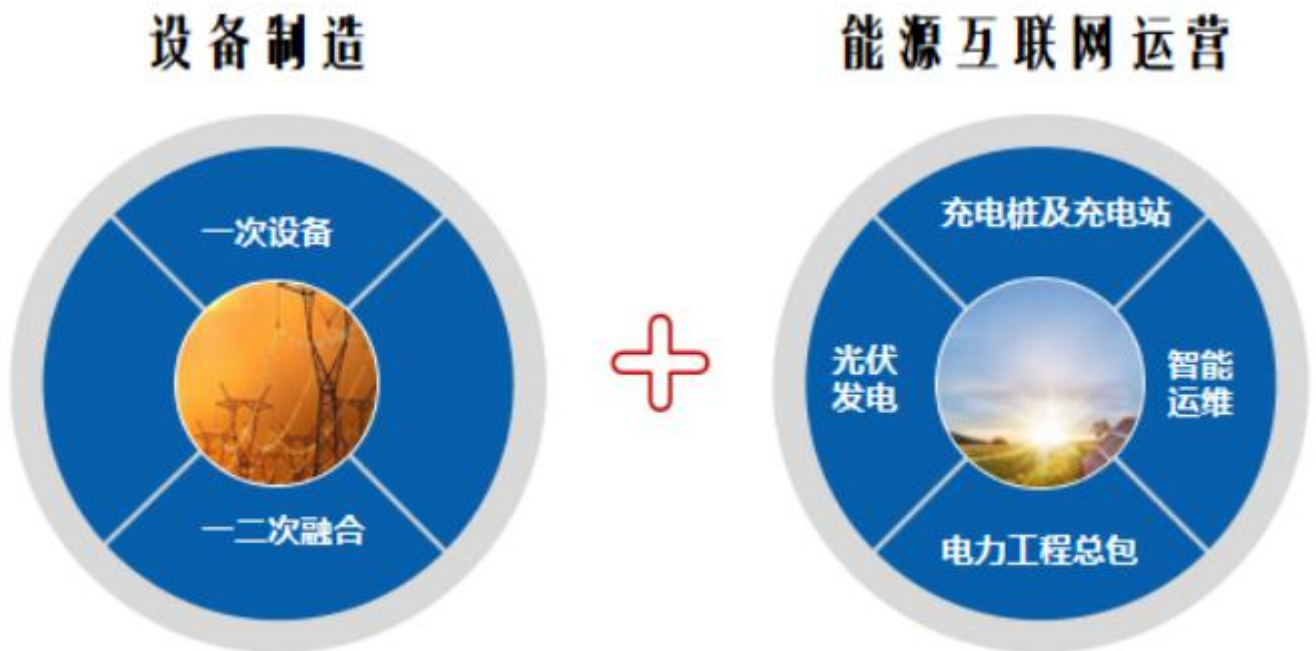 设备制造
能源互联网运营
一次设备
一二次融合
充电桩及充电站
光伏
发电
智能
运维
电力工程总包